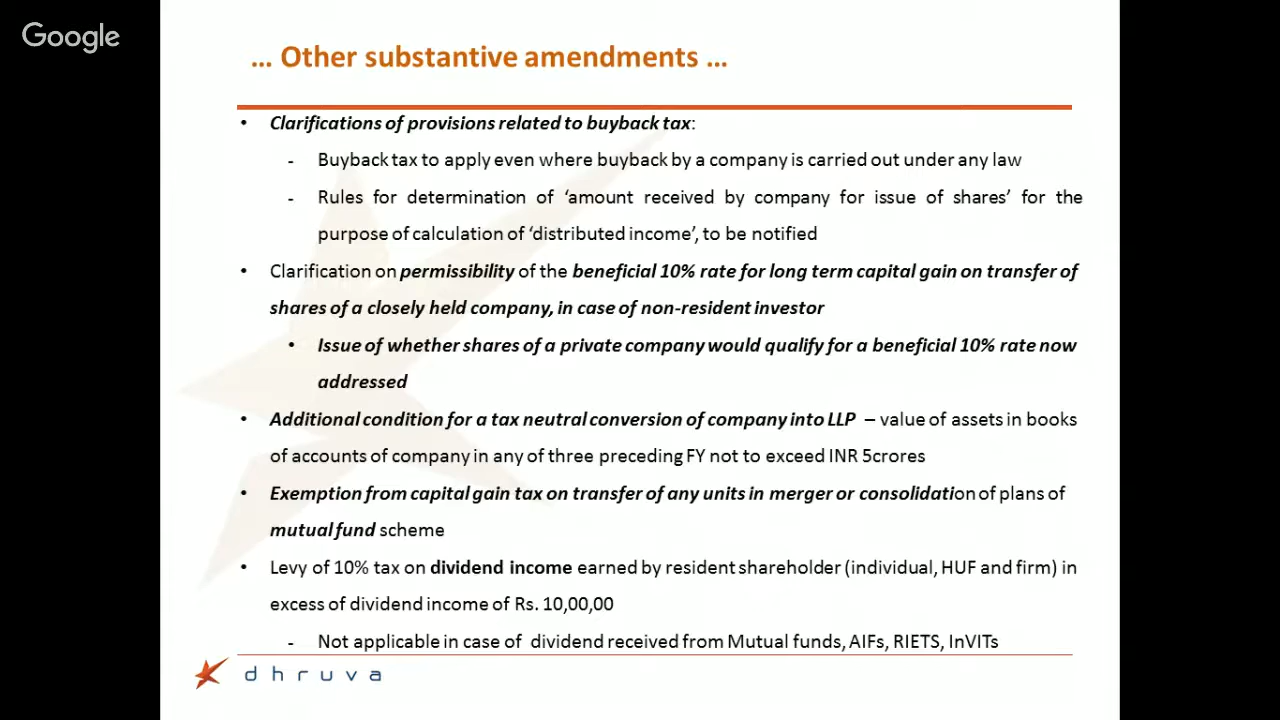 Google
... Other substantive amendments ...
• Clarifications of provisions related to buyback tax:
- Buyback tax to apply even where buyback by a company is carried out under any law
- Rules for determination of ‘amount received by company for issue of shares’ for the
purpose of calculation of ‘distributed income’, to be notified
• Clarification on permissibility of the beneficial 10% rate for long term capital gain on transfer of
shares of a closely held company, in case of non-resident investor
• Issue of whether shares of a private company would qualify for a beneficial 10% rate now
addressed
• Additional condition for a tax neutral conversion of company into LLP – value of assets in books
of accounts of company in any of three preceding FY not to exceed INR 5crores
• Exemption from capital gain tax on transfer of any units in merger or consolidation of plans of
mutual fund scheme
• Levy of 10% tax on dividend income earned by resident shareholder (individual, HUF and firm) in
excess of dividend income of Rs. 10,00,00
- Not applicable in case of dividend received from Mutual funds, AIFs, RIETS, InVITs
dhruva